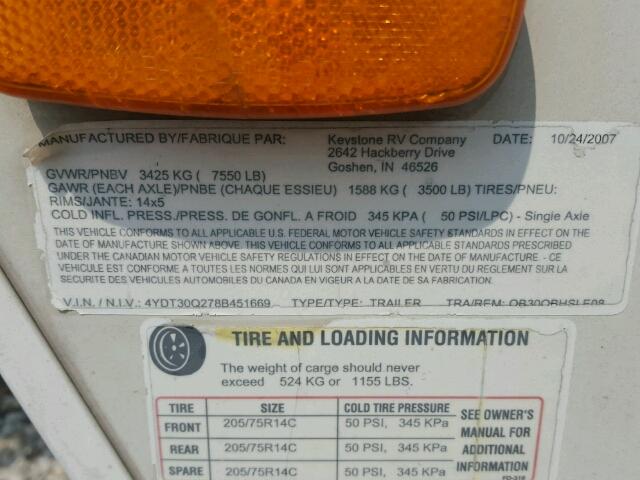 MANUFACTURED BY/FABRIQUE PAR: Keystone RV Company DATE: 10/24/2007
2642 Hackberry Drive
GVWR/PNBV 3425 KG ( 7550 LB) Goshen, IN 46526
GAWR (EACH AXLE)/PNBE (CHAQUE ESSIEU) 1588 KG ( 3500 LB) TIRES/PNEU:
RIMS/JANTE: 14x5
COLD INFL. PRESS./PRESS. DE GONFL. A FROID 345 KPA ( 50 PSI/LPC) - Single Axle
THIS VEHICLE CONFORMS TO ALL APPLICABLE U.S. FEDERAL MOTOR VEHICLE SAFETY STANDARDS IN EFFECT ON THE
DATE OF MANUFACTURE SHOWN ABOVE. THIS VEHICLE CONFORMS TO ALL APPLICABLE STANDARDS PRESCRIBED
UNDER THE CANADIAN MOTOR VEHICLE SAFETY REGULATIONS IN EFFECT ON THE DATE OF MANUFACTURE. - CE
VEHICULE EST CONFORME A TOUTES LES NORMES QUI LUI SONT APPLICABLES EN VERTU DU REGLEMENT SUR LA
SECURITE DES VEHICULES AUTOMOBILES DU CANADA EN VIGUEUR A LA DATE DE SA FABRICATION.
V.I.N. / N.I.V.: 4YDT30Q278B451669 TYPE/TYPE: TRAILER TRA/REM:
TIRE AND LOADING INFORMATION
The weight of cargo should never
exceed 524 KG or 1155 LBS.
TIRE SIZE COLD TIRE PRESSURE SEE OWNER'S
FRONT 205/75R14C 50 PSI, 345 KPa MANUAL FOR
REAR 205/75R14C 50 PSI, 345 KPa ADDITIONAL
SPARE 205/75R14C 50 PSI, 345 KPa INFORMATION